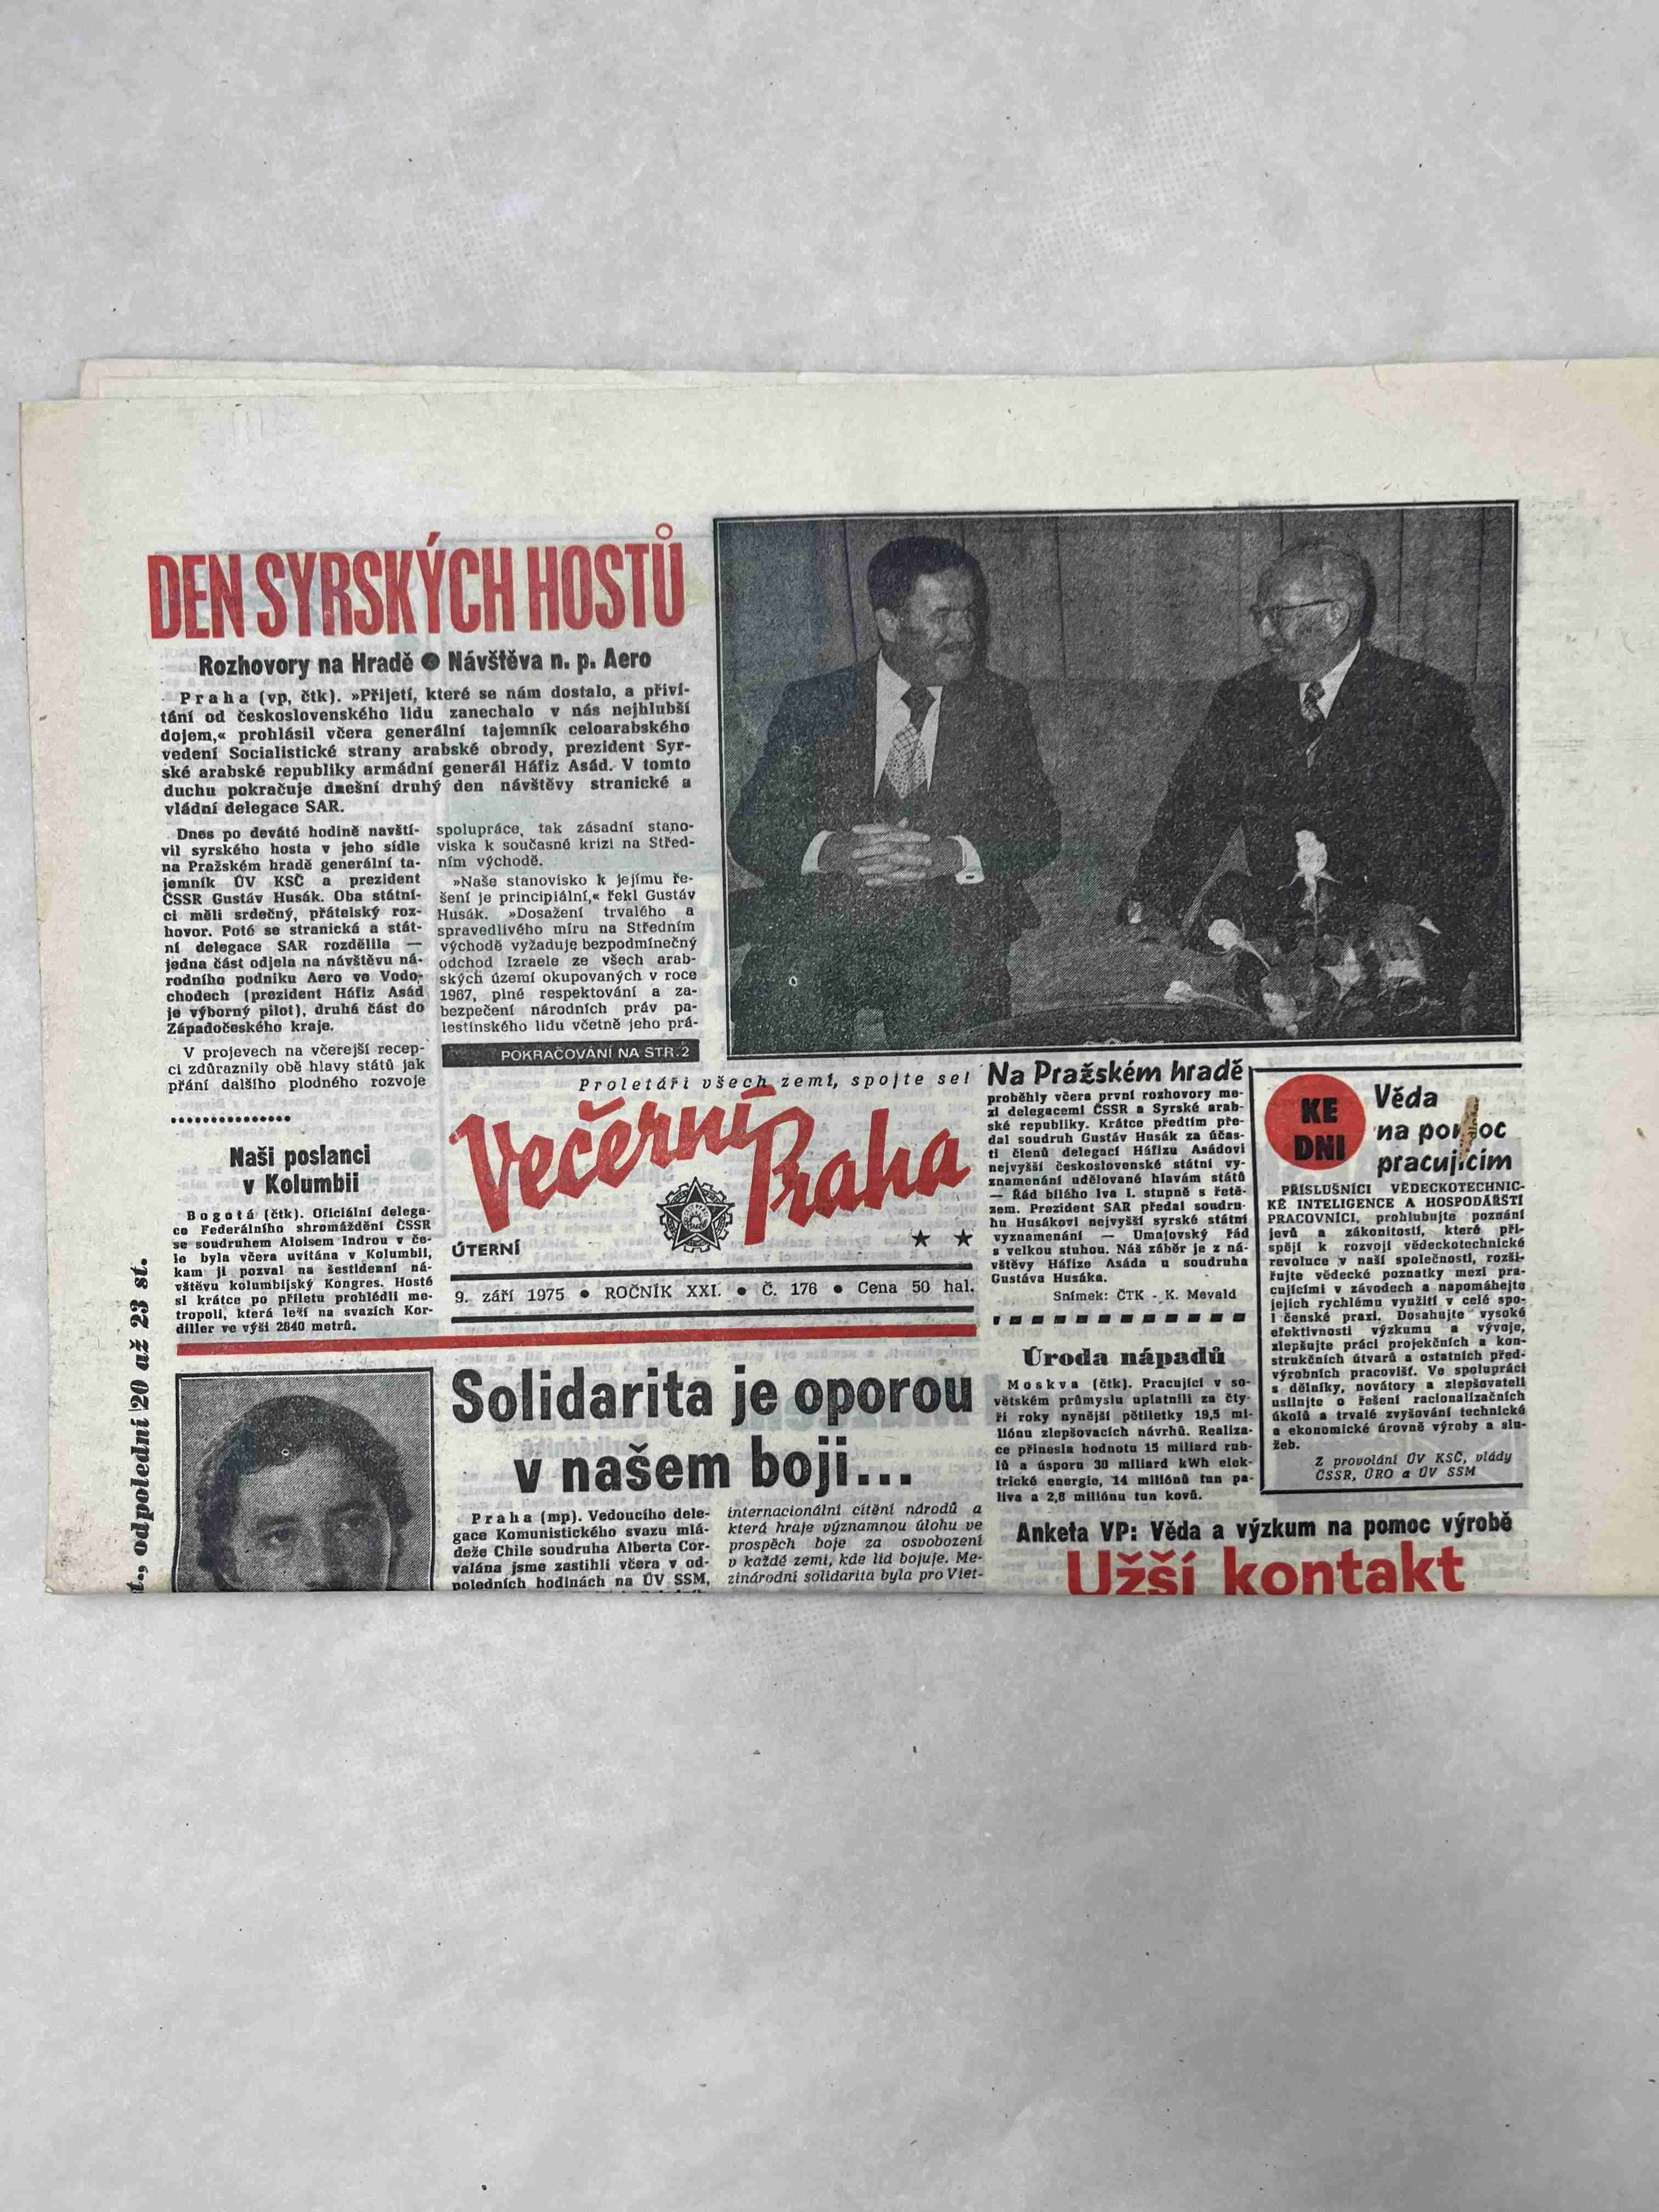 DEN SYRSKÝCH HOSTŮ
Rozhovory na Hradě ● Návštěva n. p. Aero
Praha (vp, čtk). »Přijetí, které se nám dostalo, a přiví-
tání od československého lidu zanechalo v nás nejhlubší
dojem,« prohlásil včera generální tajemník celoarabského
vedení Socialistické strany arabské obrody, prezident Syr-
ské arabské republiky armádní generál Háfiz Asád. V tomto
duchu pokračuje dnešní druhý den návštěvy stranické a
vládní delegace SAR.
Dnes po deváté hodině navští-
vil syrského hosta v jeho sídle
na Pražském hradě generální ta-
jemník ÚV KSČ a prezident
ČSSR Gustáv Husák. Oba státní-
ci měli srdečný, přátelský roz-
hovor. Poté se stranická a stát-
ní delegace SAR rozdělila —
jedna část odjela na návštěvu ná-
rodního podniku Aero ve Vodo-
chodech (prezident Háfiz Asád
je výborný pilot), druhá část do
Západočeského kraje.
V projevech na včerejší recep-
ci zdůraznily obě hlavy států jak
přání dalšího plodného rozvoje
spolupráce, tak zásadní stano-
viska k současné krizi na Střed-
ním východě.
»Naše stanovisko k jejímu ře-
šení je principiální,« řekl Gustáv
Husák. »Dosažení trvalého a
spravedlivého míru na Středním
východě vyžaduje bezpodmínečný
odchod Izraele ze všech arab-
ských území okupovaných v roce
1967, plné respektování a za-
bezpečení národních práv pa-
lestinského lidu včetně jeho prá-
POKRAČOVÁNÍ NA STR. 2
Naši poslanci
v Kolumbii
Bogotá (čtk). Oficiální delega-
ce Federálního shromáždění ČSSR
se soudruhem Aloisem Indrou v če-
le byla včera uvítána v Kolumbii,
kam ji pozval na šestidenní ná-
vštěvu kolumbijský Kongres. Hosté
si krátce po příletu prohlédli me-
tropoli, která leží na svazích Kor-
diller ve výši 2640 metrů.
Proletáři všech zemí, spojte se!
Večerní
Praha
ÚTERNÍ
★ ★
9. září 1975 ● ROČNÍK XXI. ● Č. 176 ● Cena 50 hal.
Na Pražském hradě
proběhly včera první rozhovory me-
zi delegacemi ČSSR a Syrské arab-
ské republiky. Krátce předtím pře-
dal soudruh Gustáv Husák za účas-
ti členů delegací Háfizu Asádovi
nejvyšší československé státní vy-
znamenání udělované hlavám států
— Řád bílého lva I. stupně s řetě-
zem. Prezident SAR předal soudru-
hu Husákovi nejvyšší syrské státní
vyznamenání — Umajovský řád
s velkou stuhou. Náš záběr je z ná-
vštěvy Háfize Asáda u soudruha
Gustáva Husáka.
Snímek: ČTK - K. Mevald
Úroda nápadů
Moskva (čtk). Pracující v so-
větském průmyslu uplatnili za čty-
ři roky nynější pětiletky 19,5 mi-
liónu zlepšovacích návrhů. Realiza-
ce přinesla hodnotu 15 miliard rub-
lů a úsporu 30 miliard kWh elek-
trické energie, 14 miliónů tun pa-
liva a 2,8 miliónu tun kovů.
KE
DNI
Věda
na pomoc
pracujícím
PŘÍSLUŠNÍCI VĚDECKOTECHNIC-
KÉ INTELIGENCE A HOSPODÁŘŠTÍ
PRACOVNÍCI, prohlubujte poznání
jevů a zákonitostí, které při-
spějí k rozvoji vědeckotechnické
revoluce v naší společnosti, rozši-
řujte vědecké poznatky mezi pra-
cujícími v závodech a napomáhejte
jejich rychlému využití v celé spo-
lečenské praxi. Dosahujte vysoké
efektivnosti výzkumu a vývoje,
zlepšujte práci projekčních a kon-
strukčních útvarů a ostatních před-
výrobních pracovišť. Ve spolupráci
s dělníky, novátory a zlepšovateli
usilujte o řešení racionalizačních
úkolů a trvalé zvyšování technické
a ekonomické úrovně výroby a slu-
žeb.
Z provolání ÚV KSČ, vlády
ČSSR, ÚRO a ÚV SSM
Solidarita je oporou
v našem boji...
Praha (mp). Vedoucího dele-
gace Komunistického svazu mlá-
deže Chile soudruha Alberta Cor-
valána jsme zastihli včera v od-
poledních hodinách na ÚV SSM,
internacionální cítění národů a
která hraje významnou úlohu ve
prospěch boje za osvobození
v každé zemi, kde lid bojuje. Me-
zinárodní solidarita byla pro Viet-
Anketa VP: Věda a výzkum na pomoc výrobě
Užší kontakt
odpolední 20 až 23 st.